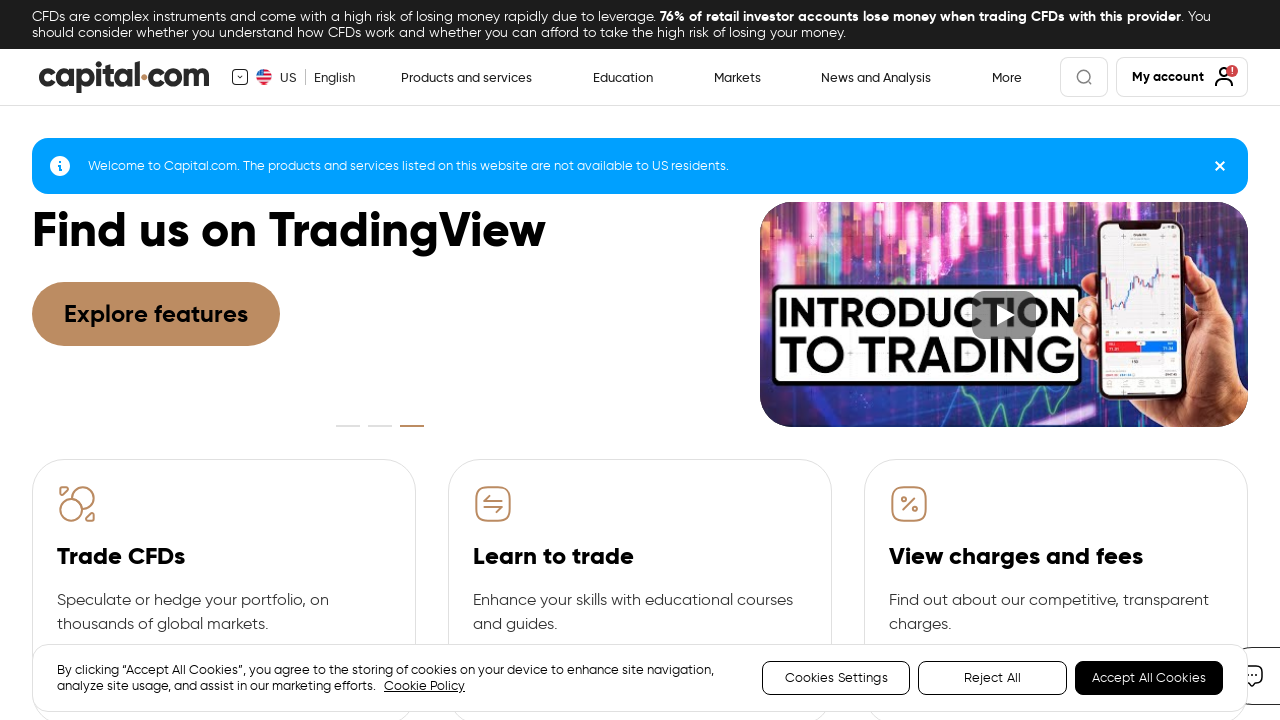 CFDs are complex instruments and come with a high risk of losing money rapidly due to leverage. 76% of retail investor accounts lose money when trading CFDs with this provider. You
should consider whether you understand how CFDs work and whether you can afford to take the high risk of losing your money.
capital.com
US
English
Products and services
Education
Markets
News and Analysis
More
My account
!
Welcome to Capital.com. The products and services listed on this website are not available to US residents.
Find us on TradingView
Explore features
INTRODUCTION
TO TRADING
Trade CFDs
Speculate or hedge your portfolio, on
thousands of global markets.
Learn to trade
Enhance your skills with educational courses
and guides.
View charges and fees
Find out about our competitive, transparent
charges.
By clicking “Accept All Cookies”, you agree to the storing of cookies on your device to enhance site navigation,
analyze site usage, and assist in our marketing efforts. Cookie Policy
Cookies Settings
Reject All
Accept All Cookies